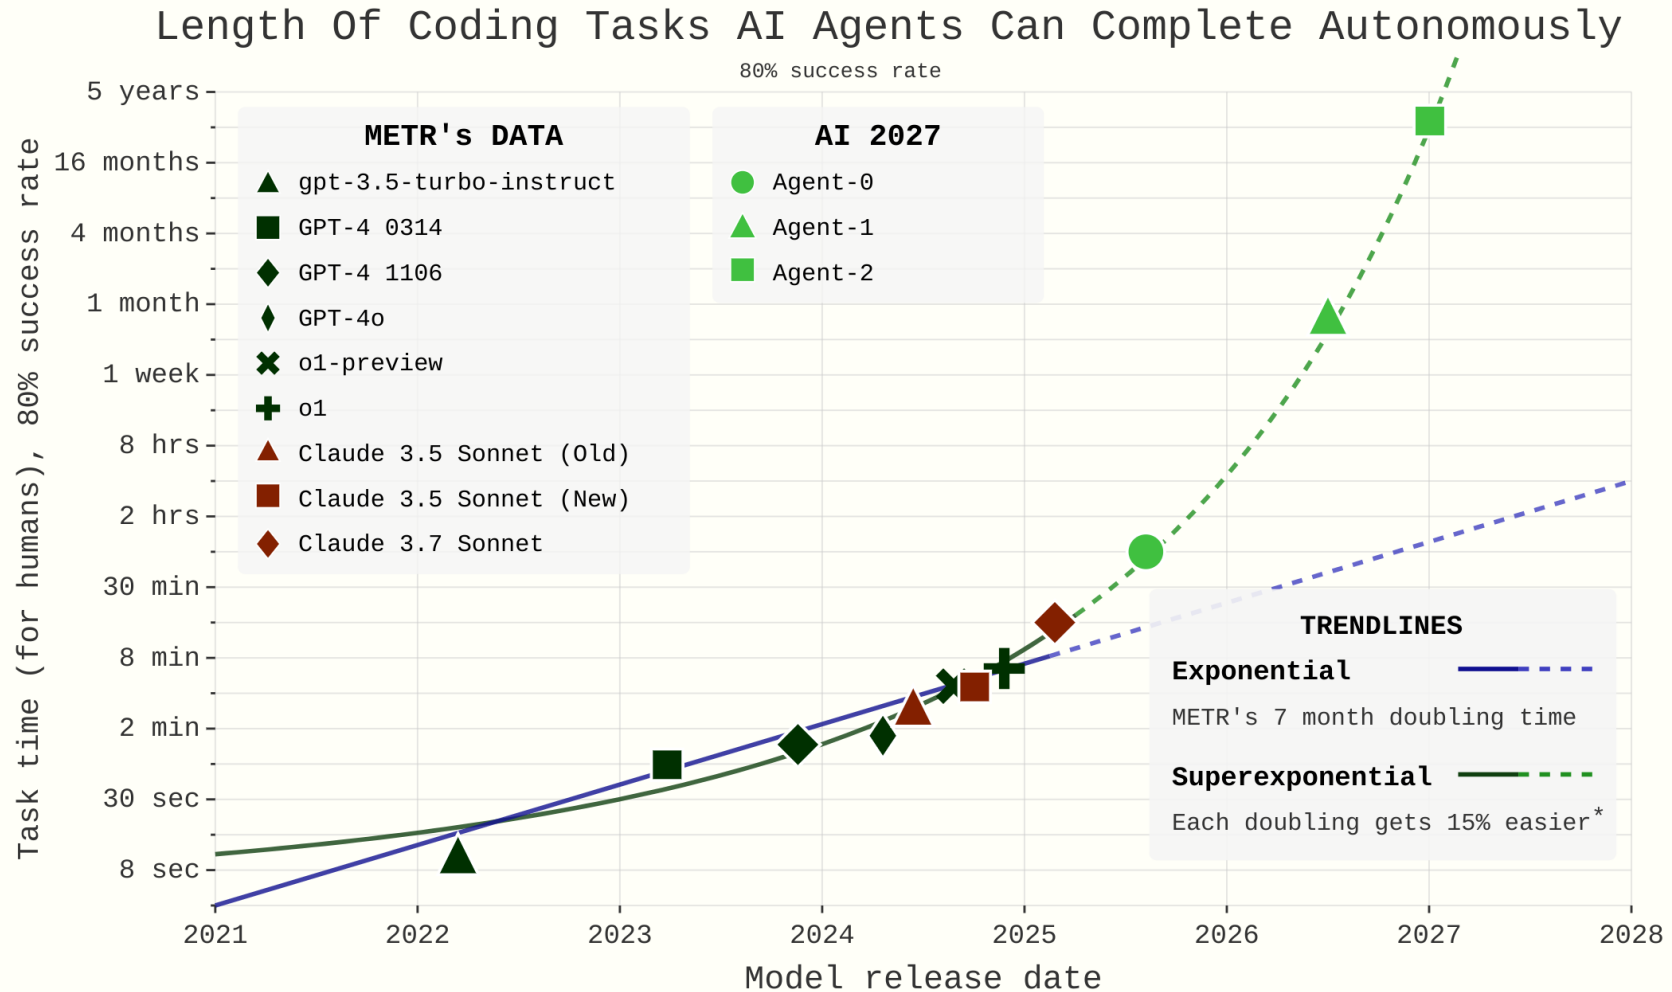 Length Of Coding Tasks AI Agents Can Complete Autonomously
80% success rate
Task time (for humans), 80% success rate
5 years
16 months
4 months
1 month
1 week
8 hrs
2 hrs
30 min
8 min
2 min
30 sec
8 sec
METR's DATA
gpt-3.5-turbo-instruct
GPT-4 0314
GPT-4 1106
GPT-4o
o1-preview
o1
Claude 3.5 Sonnet (Old)
Claude 3.5 Sonnet (New)
Claude 3.7 Sonnet
AI 2027
Agent-0
Agent-1
Agent-2
TRENDLINES
Exponential
METR's 7 month doubling time
Superexponential
Each doubling gets 15% easier*
2021 2022 2023 2024 2025 2026 2027 2028
Model release date